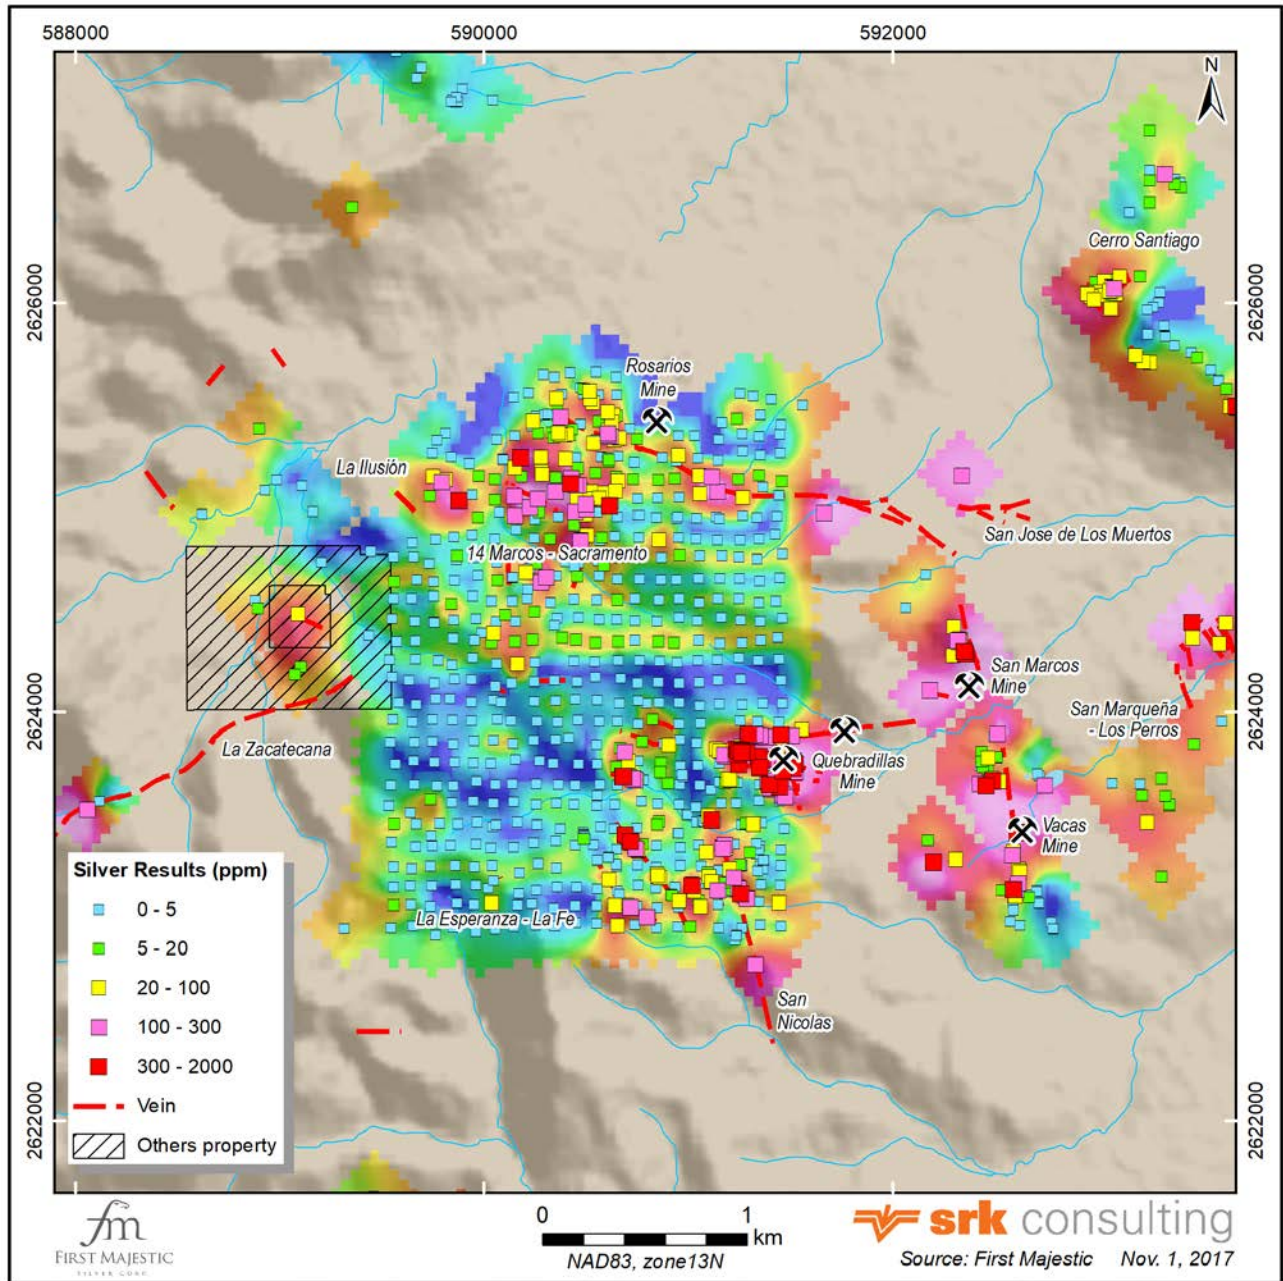 588000
590000
592000
N
Cerro Santiago
2626000
2626000
Rosarios
Mine
La Ilusión
San Jose de Los Muertos
14 Marcos - Sacramento
San Marcos
Mine
2624000
2624000
San Marqueña
- Los Perros
La Zacatecana
Quebradillas
Mine
Vacas
Mine
Silver Results (ppm)
0 - 5
5 - 20
20 - 100
100 - 300
300 - 2000
Vein
Others property
La Esperanza - La Fe
San
Nicolas
2622000
2622000
fm
FIRST MAJESTIC
SILVER CORP.
0 1
km
NAD83, zone13N
srk consulting
Source: First Majestic Nov. 1, 2017